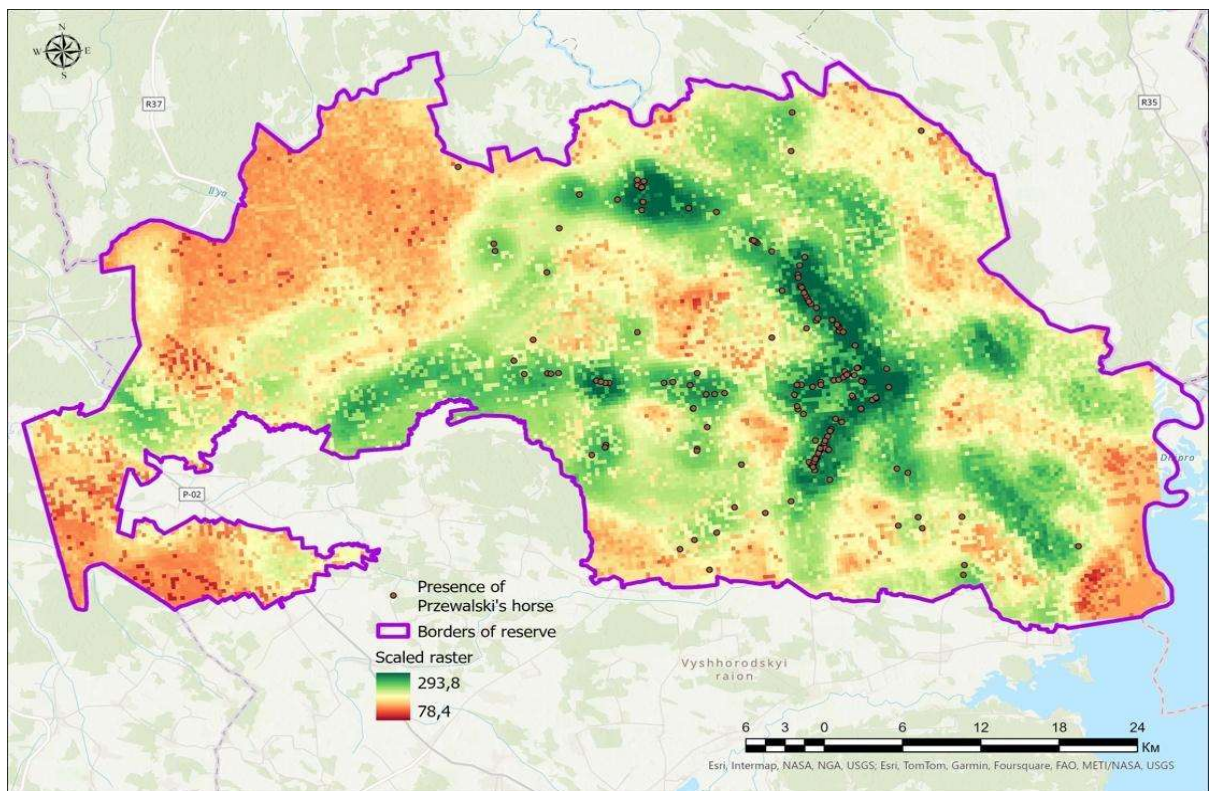 N
W E
S
R37
R35
Il'ya
P-02
Dnipro
Presence of
Przewalski's horse
Borders of reserve
Scaled raster
293,8
78,4
Vyshhorodskyi
raion
6 3 0 6 12 18 24
Км
Esri, Intermap, NASA, NGA, USGS; Esri, TomTom, Garmin, Foursquare, FAO, METI/NASA, USGS